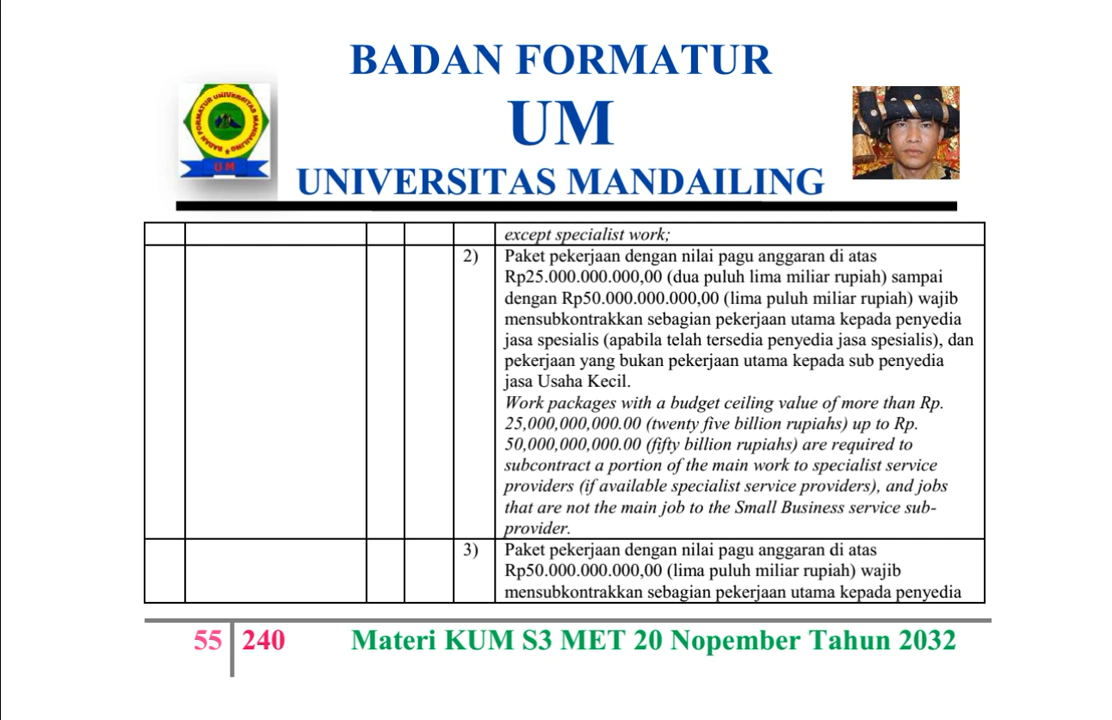 BADAN FORMATUR
UM
UNIVERSITAS MANDAILING
BADAN FORMATUR UNIVERSITAS MANDAILING
U M
except specialist work;
2) Paket pekerjaan dengan nilai pagu anggaran di atas
Rp25.000.000.000,00 (dua puluh lima miliar rupiah) sampai
dengan Rp50.000.000.000,00 (lima puluh miliar rupiah) wajib
mensubkontrakkan sebagian pekerjaan utama kepada penyedia
jasa spesialis (apabila telah tersedia penyedia jasa spesialis), dan
pekerjaan yang bukan pekerjaan utama kepada sub penyedia
jasa Usaha Kecil.
Work packages with a budget ceiling value of more than Rp.
25,000,000,000.00 (twenty five billion rupiahs) up to Rp.
50,000,000,000.00 (fifty billion rupiahs) are required to
subcontract a portion of the main work to specialist service
providers (if available specialist service providers), and jobs
that are not the main job to the Small Business service sub-
provider.
3) Paket pekerjaan dengan nilai pagu anggaran di atas
Rp50.000.000.000,00 (lima puluh miliar rupiah) wajib
mensubkontrakkan sebagian pekerjaan utama kepada penyedia
55 240 Materi KUM S3 MET 20 Nopember Tahun 2032